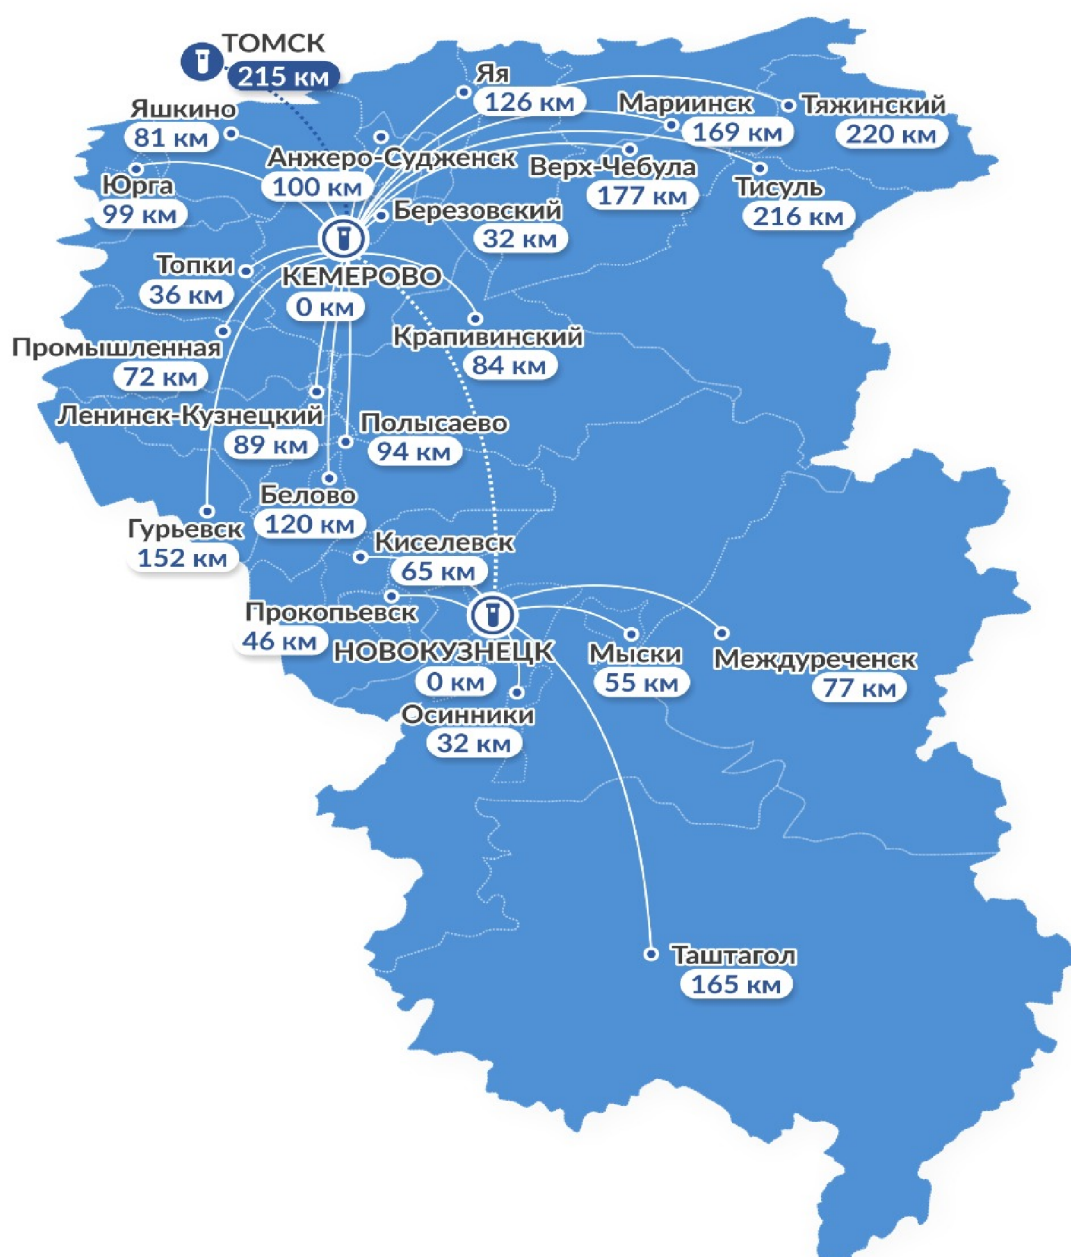 ТОМСК
215 км
Яя
126 км
Яшкино
81 км
Мариинск
169 км
Тяжинский
220 км
Анжеро-Судженск
100 км
Верх-Чебула
177 км
Юрга
99 км
Тисуль
216 км
Березовский
32 км
Топки
36 км
КЕМЕРОВО
0 км
Крапивинский
84 км
Промышленная
72 км
Ленинск-Кузнецкий
89 км
Полысаево
94 км
Белово
120 км
Гурьевск
152 км
Киселевск
65 км
Прокопьевск
46 км
НОВОКУЗНЕЦК
0 км
Мыски
55 км
Междуреченск
77 км
Осинники
32 км
Таштагол
165 км